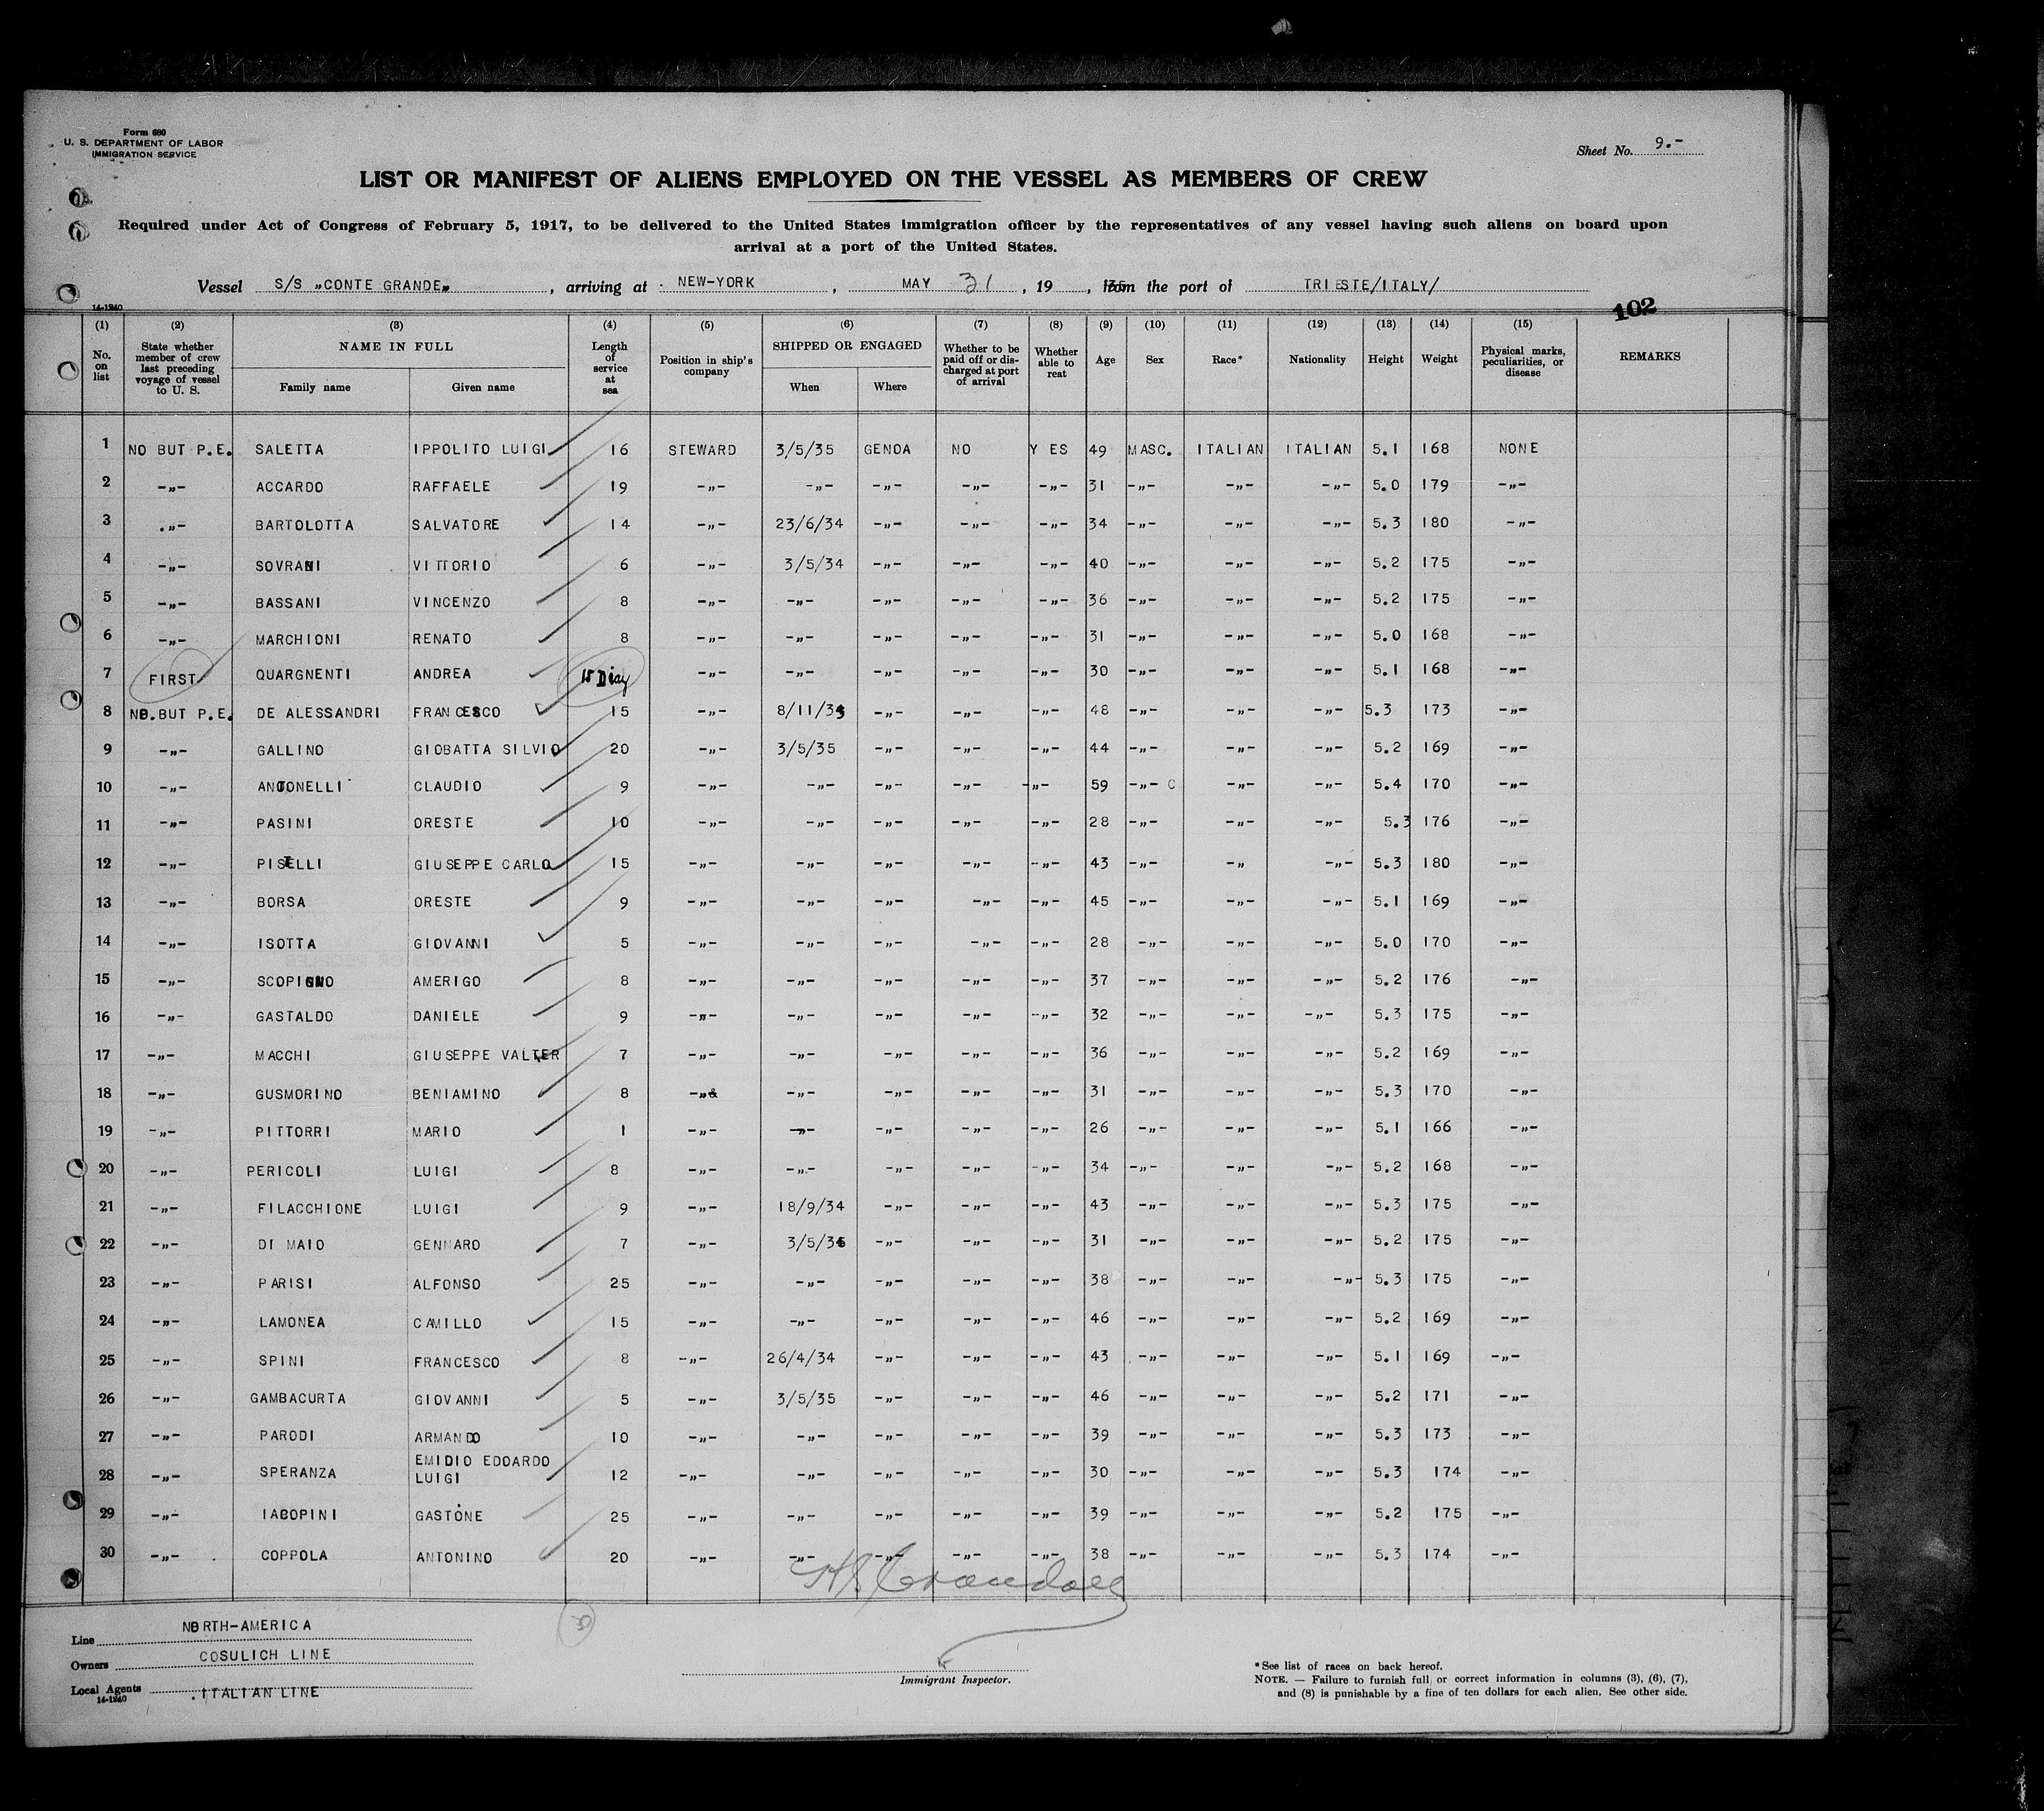 Form 680
U. S. DEPARTMENT OF LABOR
IMMIGRATION SERVICE
Sheet No. 9.-
LIST OR MANIFEST OF ALIENS EMPLOYED ON THE VESSEL AS MEMBERS OF CREW
Required under Act of Congress of February 5, 1917, to be delivered to the United States immigration officer by the representatives of any vessel having such aliens on board upon
arrival at a port of the United States.
Vessel S/S „CONTE GRANDE„ , arriving at NEW-YORK , MAY 31 , 19 , from the port of TRIESTE/ITALY/
14-1240
102
(1) (2) (3) (4) (5) (6) (7) (8) (9) (10) (11) (12) (13) (14) (15)
No. on list State whether member of crew last preceding voyage of vessel to U. S. NAME IN FULL Family name Given name Length of service at sea Position in ship's company SHIPPED OR ENGAGED When Where Whether to be paid off or discharged at port of arrival Whether able to read Age Sex Race* Nationality Height Weight Physical marks, peculiarities, or disease REMARKS
1 NO BUT P.E. SALETTA IPPOLITO LUIGI 16 STEWARD 3/5/35 GENOA NO Y ES 49 MASC. ITALIAN ITALIAN 5.1 168 NONE
2 -„- ACCARDO RAFFAELE 19 -„- -„- -„- -„- -„- 31 -„- -„- -„- 5.0 179 -„-
3 .„- BARTOLOTTA SALVATORE 14 -„- 23/6/34 -„- -„- -„- 34 -„- -„- -„- 5.3 180 -„-
4 -„- SOVRANI VITTORIO 6 -„- 3/5/34 -„- -„- -„- 40 -„- -„- -„- 5.2 175 -„-
5 -„- BASSANI VINCENZO 8 -„- -„- -„- -„- -„- 36 -„- -„- -„- 5.2 175 -„-
6 -„- MARCHIONI RENATO 8 -„- -„- -„- -„- -„- 31 -„- -„- -„- 5.0 168 -„-
7 FIRST QUARGNENTI ANDREA 15 Day -„- -„- -„- -„- -„- 30 -„- -„- -„- 5.1 168 -„-
8 NO.BUT P.E. DE ALESSANDRI FRANCESCO 15 -„- 8/11/34 -„- -„- -„- 48 -„- -„- -„- 5.3 173 -„-
9 -„- GALLINO GIOBATTA SILVIO 20 -„- 3/5/35 -„- -„- -„- 44 -„- -„- -„- 5.2 169 -„-
10 -„- ANTONELLI CLAUDIO 9 -„- -„- -„- -„- -„- 59 -„- C -„- -„- 5.4 170 -„-
11 -„- PASINI ORESTE 10 -„- -„- -„- -„- -„- 28 -„- -„- -„- 5.3 176 -„-
12 -„- PISELLI GIUSEPPE CARLO 15 -„- -„- -„- -„- -„- 43 -„- -„ -„- 5.3 180 -„-
13 -„- BORSA ORESTE 9 -„- -„- -„- -„- -„- 45 -„- -„- -„- 5.1 169 -„-
14 -„- ISOTTA GIOVANNI 5 -„- -„- -„- -„- -„- 28 -„- -„- -„- 5.0 170 -„-
15 -„- SCOPIGNO AMERIGO 8 -„- -„- -„- -„- -„- 37 -„- -„- -„- 5.2 176 -„-
16 -„- GASTALDO DANIELE 9 -„- -„- -„- -„- -„- 32 -„- -„- -„- 5.3 175 -„-
17 -„- MACCHI GIUSEPPE VALTER 7 -„- -„- -„- -„- -„- 36 -„- -„- -„- 5.2 169 -„-
18 -„- GUSMORINO BENIAMINO 8 -„- -„- -„- -„- -„- 31 -„- -„- -„- 5.3 170 -„-
19 -„- PITTORRI MARIO 1 -„- -„- -„- -„- -„- 26 -„- -„- -„- 5.1 166 -„-
20 -„- PERICOLI LUIGI 8 -„- -„- -„- -„- -„- 34 -„- -„- -„- 5.2 168 -„-
21 -„- FILACCHIONE LUIGI 9 -„- 18/9/34 -„- -„- -„- 43 -„- -„- -„- 5.3 175 -„-
22 -„- DI MAIO GENNARO 7 -„- 3/5/35 -„- -„- -„- 31 -„- -„- -„- 5.2 175 -„-
23 -„- PARISI ALFONSO 25 -„- -„- -„- -„- -„- 38 -„- -„- -„- 5.3 175 -„-
24 -„- LAMONEA CAMILLO 15 -„- -„- -„- -„- -„- 46 -„- -„- -„- 5.2 169 -„-
25 -„- SPINI FRANCESCO 8 -„- 26/4/34 -„- -„- -„- 43 -„- -„- -„- 5.1 169 -„-
26 -„- GAMBACURTA GIOVANNI 5 -„- 3/5/35 -„- -„- -„- 46 -„- -„- -„- 5.2 171 -„-
27 -„- PARODI ARMANDO 10 -„- -„- -„- -„- -„- 39 -„- -„- -„- 5.3 173 -„-
28 -„- SPERANZA EMIDIO EDOARDO LUIGI 12 -„- -„- -„- -„- -„- 30 -„- -„- -„- 5.3 174 -„-
29 -„- IACOPINI GASTONE 25 -„- -„- -„- -„- -„- 39 -„- -„- -„- 5.2 175 -„-
30 -„- COPPOLA ANTONINO 20 -„- -„- -„- -„- -„- 38 -„- -„- -„- 5.3 174 -„-
Crandall
30
Line NORTH-AMERICA
Owners COSULICH LINE
Local Agents .ITALIAN LINE
14-1240
Immigrant Inspector.
*See list of races on back hereof.
NOTE. — Failure to furnish full or correct information in columns (3), (6), (7),
and (8) is punishable by a fine of ten dollars for each alien. See other side.